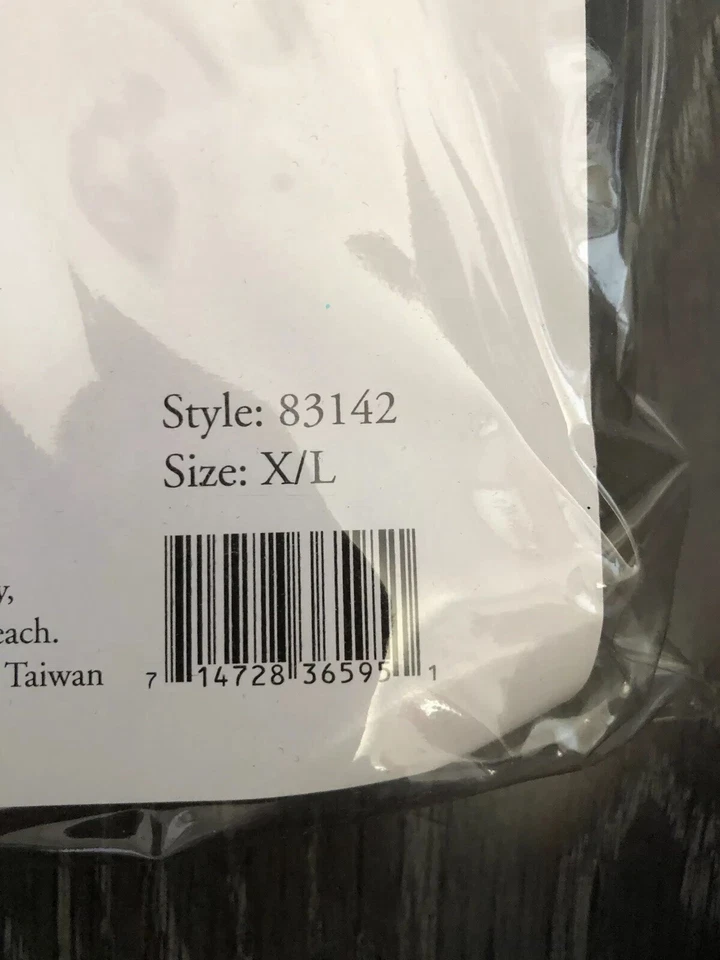 Style: 83142
Size: X/L
y,
each.
Taiwan
7 14728 36595 1